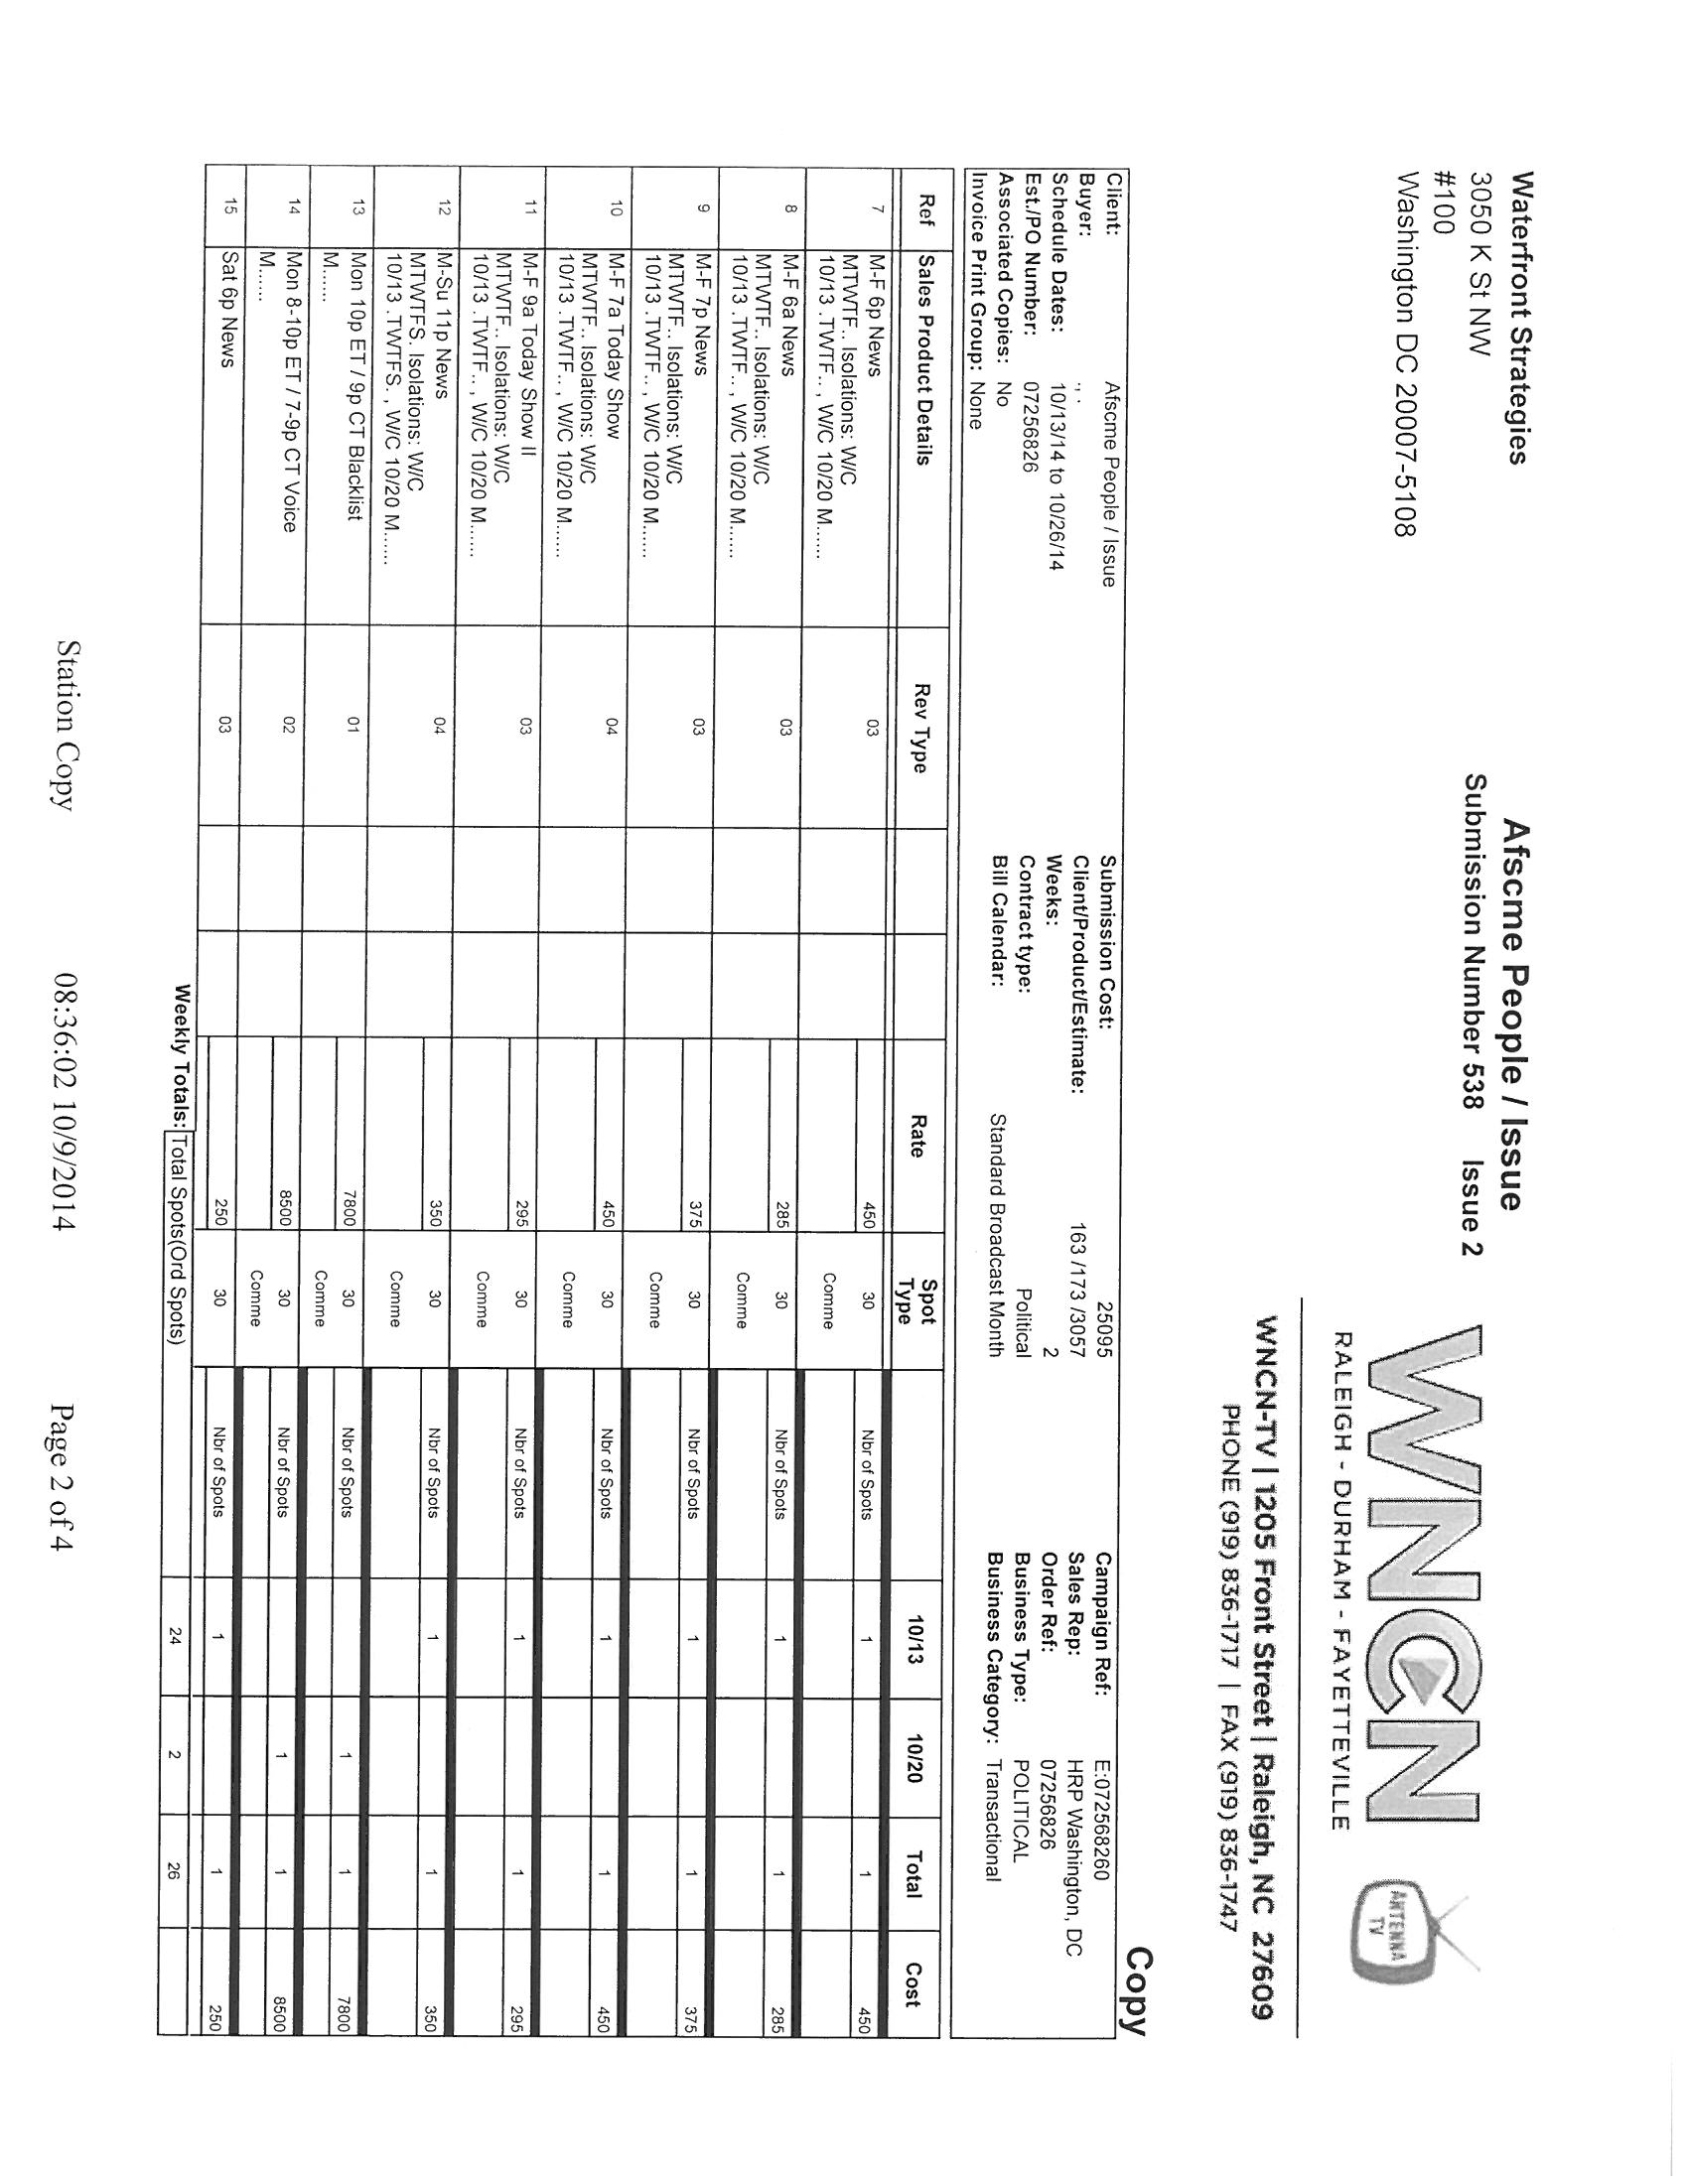 Waterfront Strategies
3050 K St NW
#100
Washington DC 20007-5108
Afscme People / Issue
Submission Number 538 Issue 2
WNCN
RALEIGH - DURHAM - FAYETTEVILLE
ANTENNA
TV
WNCN-TV | 1205 Front Street | Raleigh, NC 27609
PHONE (919) 836-1717 | FAX (919) 836-1747
Copy
Client: Afscme People / Issue Submission Cost: 25095 Campaign Ref: E:072568260
Buyer: ., . Client/Product/Estimate: 163 /173 /3057 Sales Rep: HRP Washington, DC
Schedule Dates: 10/13/14 to 10/26/14 Weeks: 2 Order Ref: 07256826
Est./PO Number: 07256826 Contract type: Political Business Type: POLITICAL
Associated Copies: No Bill Calendar: Standard Broadcast Month Business Category: Transactional
Invoice Print Group: None
Ref Sales Product Details Rev Type Rate Spot Type 10/13 10/20 Total Cost
7 M-F 6p News 03 450 30 Nbr of Spots 1 1 450
MTWTF.. Isolations: W/C Comme
10/13 .TWTF.. , W/C 10/20 M......
8 M-F 6a News 03 285 30 Nbr of Spots 1 1 285
MTWTF.. Isolations: W/C Comme
10/13 .TWTF.. , W/C 10/20 M......
9 M-F 7p News 03 375 30 Nbr of Spots 1 1 375
MTWTF.. Isolations: W/C Comme
10/13 .TWTF.. , W/C 10/20 M......
10 M-F 7a Today Show 04 450 30 Nbr of Spots 1 1 450
MTWTF.. Isolations: W/C Comme
10/13 .TWTF.. , W/C 10/20 M......
11 M-F 9a Today Show II 03 295 30 Nbr of Spots 1 1 295
MTWTF.. Isolations: W/C Comme
10/13 .TWTF.. , W/C 10/20 M......
12 M-Su 11p News 04 350 30 Nbr of Spots 1 1 350
MTWTFS. Isolations: W/C Comme
10/13 .TWTFS. , W/C 10/20 M......
13 Mon 10p ET / 9p CT Blacklist 01 7800 30 Nbr of Spots 1 1 7800
M...... Comme
14 Mon 8-10p ET / 7-9p CT Voice 02 8500 30 Nbr of Spots 1 1 8500
M...... Comme
15 Sat 6p News 03 250 30 Nbr of Spots 1 1 250
Weekly Totals: Total Spots(Ord Spots) 24 2 26
Station Copy 08:36:02 10/9/2014 Page 2 of 4